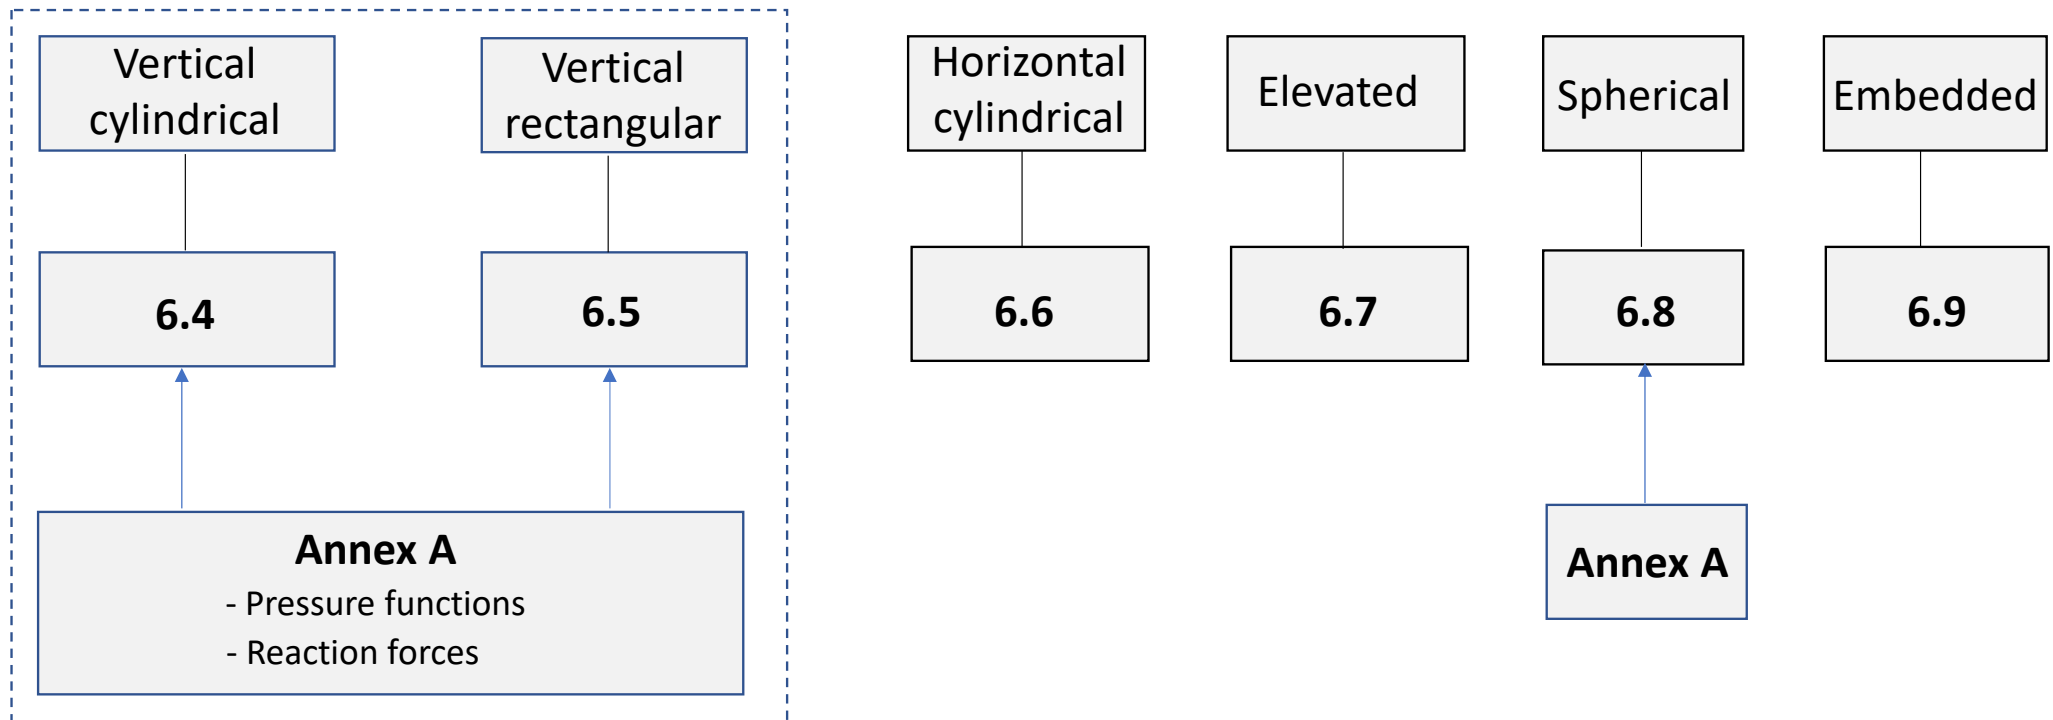 Vertical
cylindrical
Vertical
rectangular
Horizontal
cylindrical
Elevated
Spherical
Embedded
6.4
6.5
6.6
6.7
6.8
6.9
Annex A
- Pressure functions
- Reaction forces
Annex A